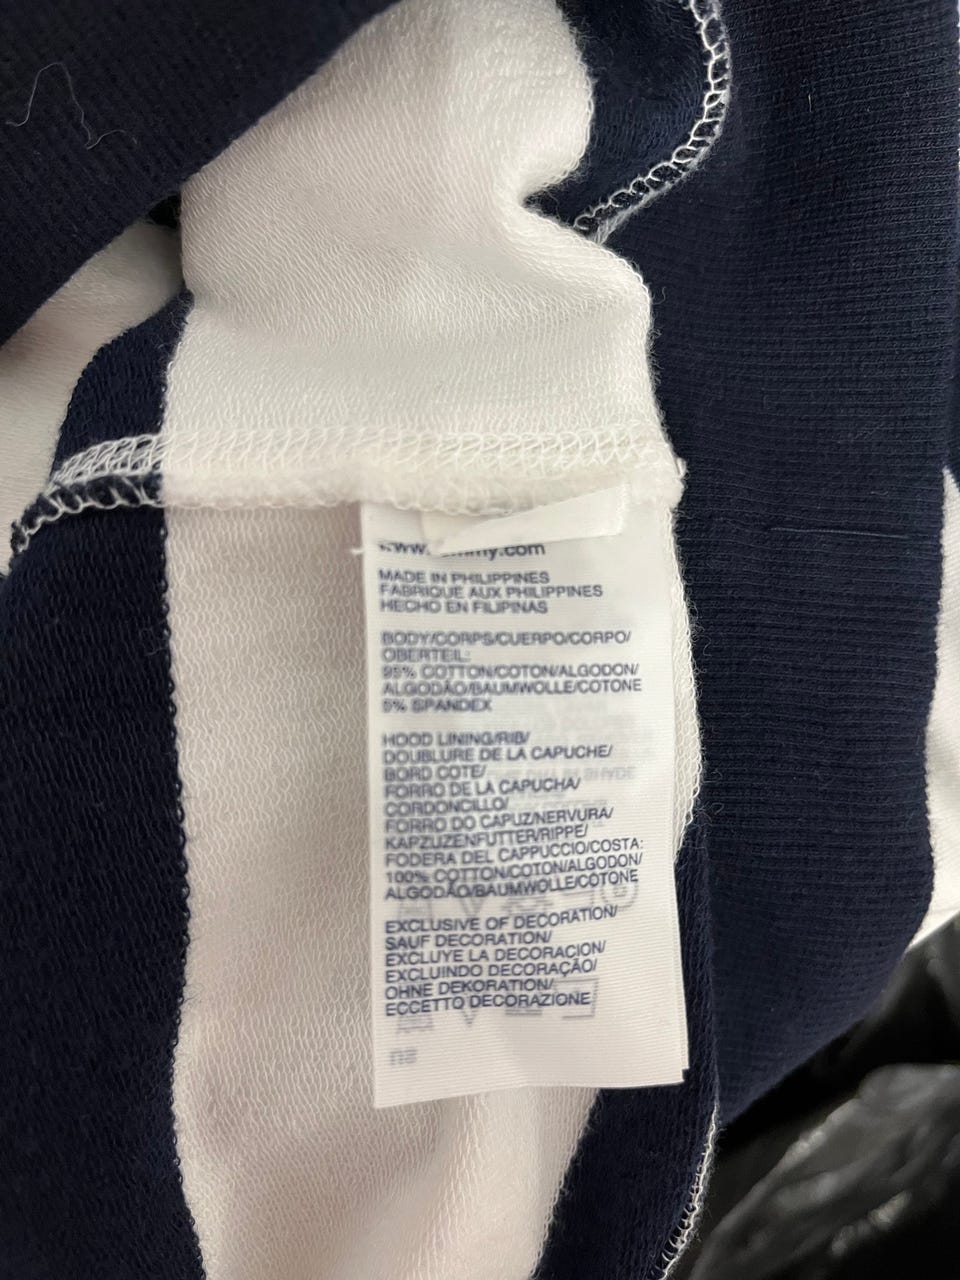 MADE IN PHILIPPINES
FABRIQUE AUX PHILIPPINES
HECHO EN FILIPINAS
BODY/CORPS/CUERPO/CORPO/
OBERTEIL:
95% COTTON/COTON/ALGODON/
ALGODÃO/BAUMWOLLE/COTONE
5% SPANDEX
HOOD LINING/RIB/
DOUBLURE DE LA CAPUCHE/
BORD COTE/
FORRO DE LA CAPUCHA/
CORDONCILLO/
FORRO DO CAPUZ/NERVURA/
KAPZUZENFUTTER/RIPPE/
FODERA DEL CAPPUCCIO/COSTA:
100% COTTON/COTON/ALGODON/
ALGODÃO/BAUMWOLLE/COTONE
EXCLUSIVE OF DECORATION/
SAUF DECORATION/
EXCLUYE LA DECORACION/
EXCLUINDO DECORAÇÃO/
OHNE DEKORATION/
ECCETTO DECORAZIONE